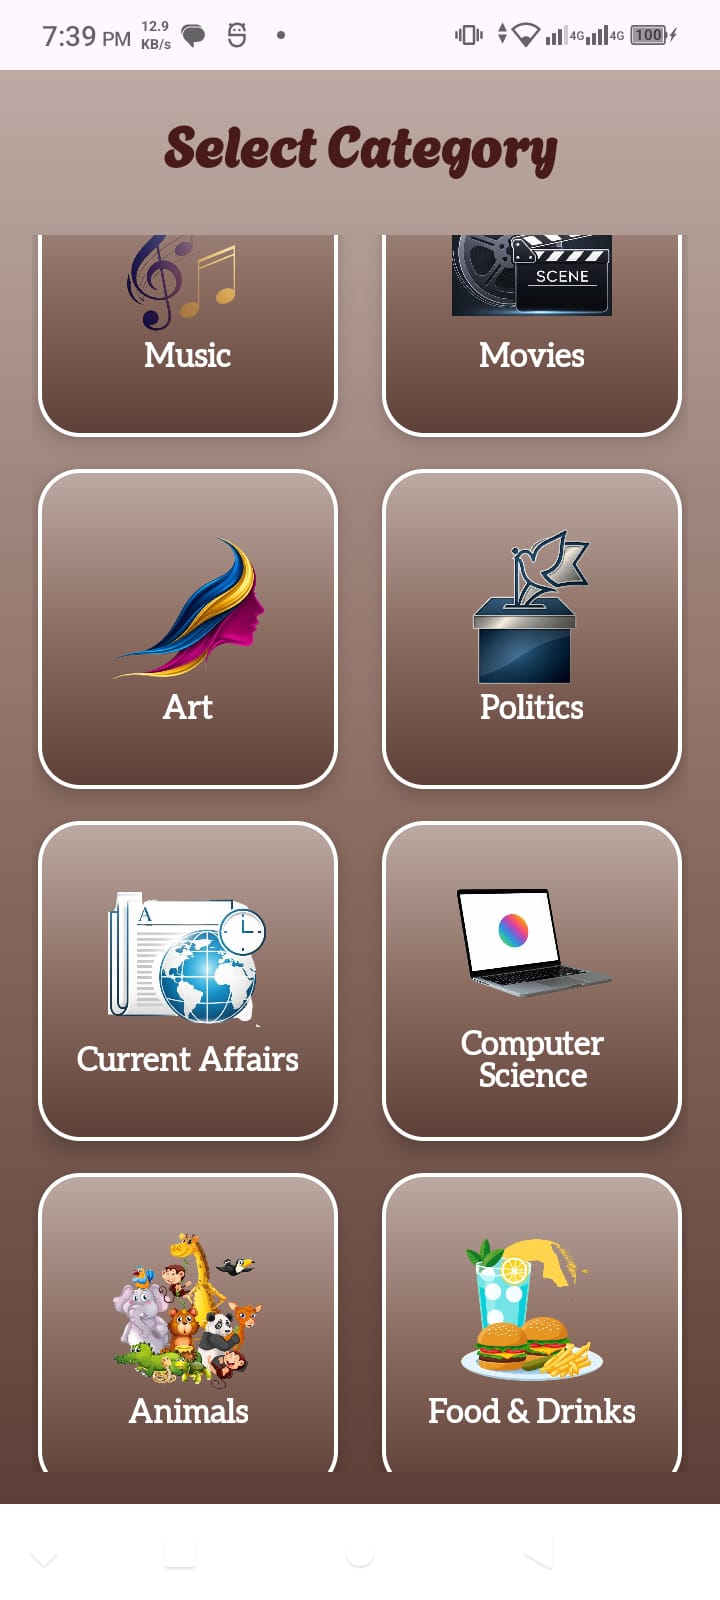 7:39 PM 12.9 KB/s 4G 4G 100
Select Category
SCENE
Music Movies
Art Politics
A
Current Affairs Computer
Science
Animals Food & Drinks